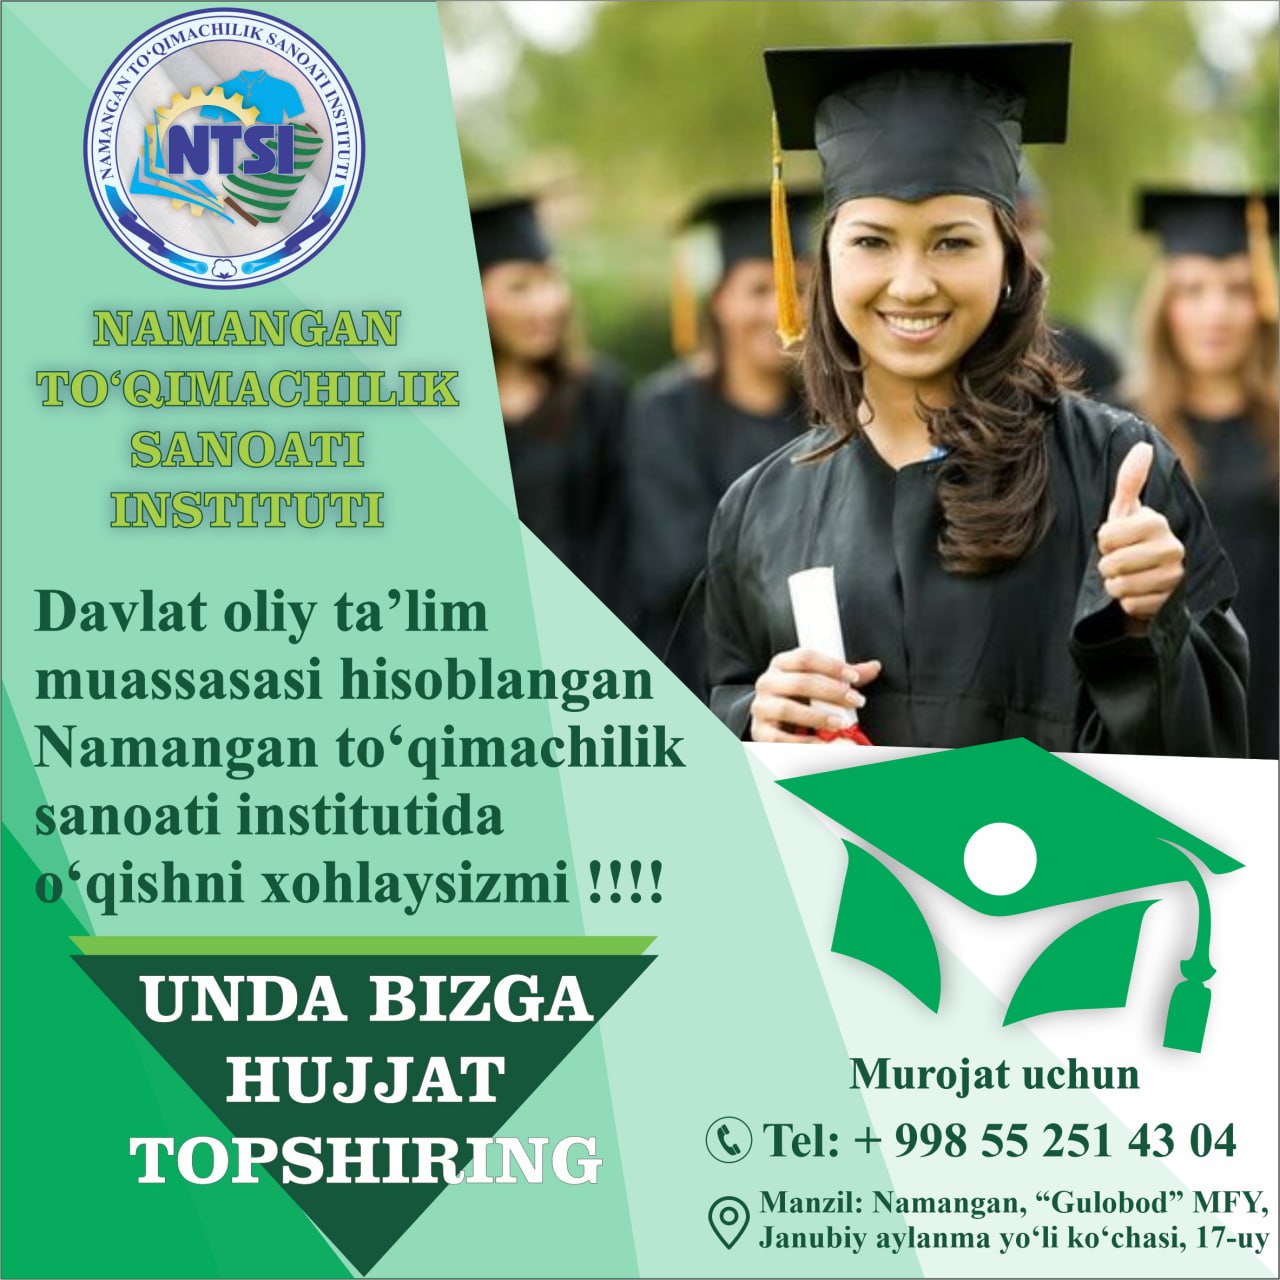 NAMANGAN TO‘QIMACHILIK SANOATI INSTITUTI
NTSI
NAMANGAN
TO‘QIMACHILIK
SANOATI
INSTITUTI
Davlat oliy ta’lim
muassasasi hisoblangan
Namangan to‘qimachilik
sanoati institutida
o‘qishni xohlaysizmi !!!!
UNDA BIZGA
HUJJAT
TOPSHIRING
Murojat uchun
Tel: + 998 55 251 43 04
Manzil: Namangan, “Gulobod” MFY,
Janubiy aylanma yo‘li ko‘chasi, 17-uy